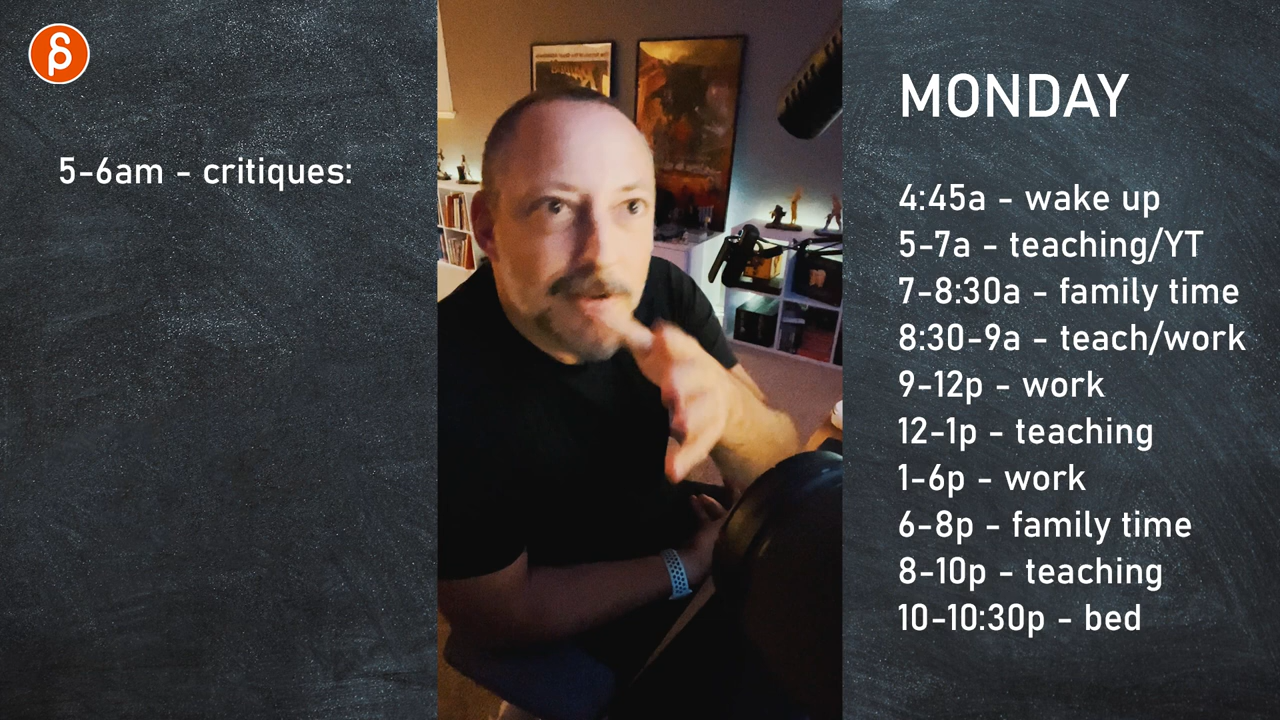 5-6am - critiques:
MONDAY
4:45a - wake up
5-7a - teaching/YT
7-8:30a - family time
8:30-9a - teach/work
9-12p - work
12-1p - teaching
1-6p - work
6-8p - family time
8-10p - teaching
10-10:30p - bed